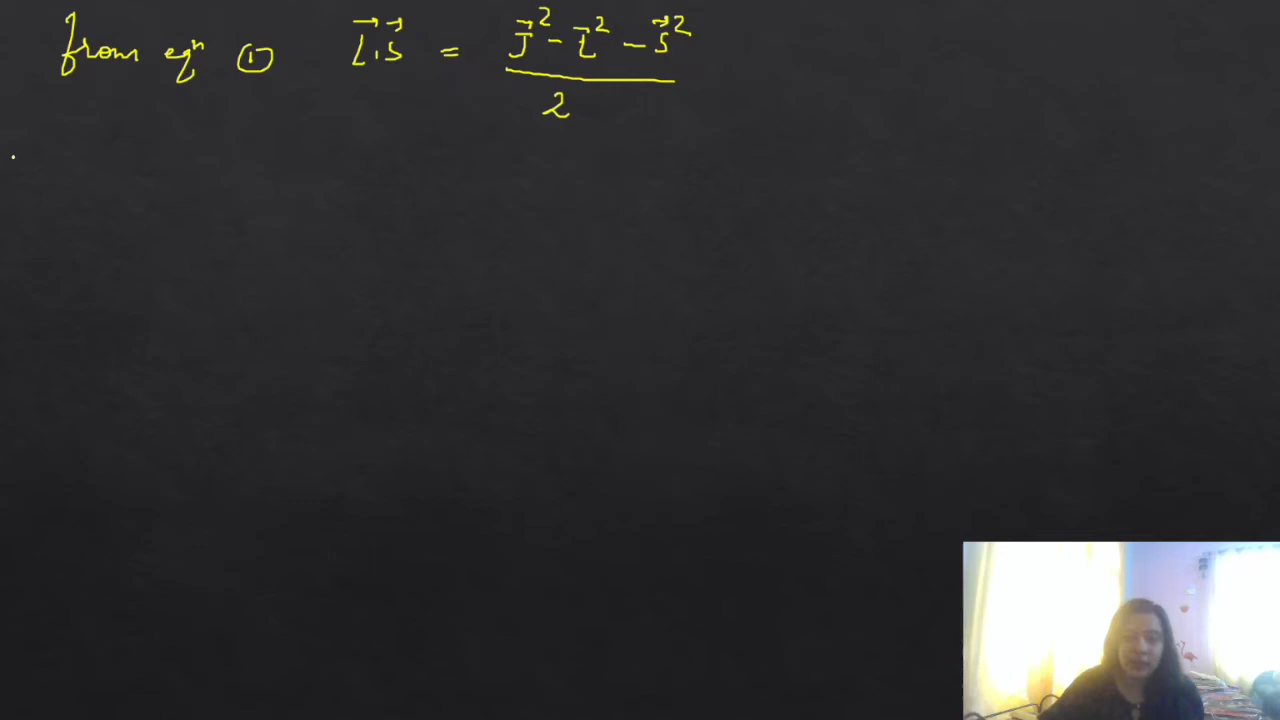 from eqⁿ ① L⃗.S⃗ = (J⃗² - L⃗² - S⃗²) / 2